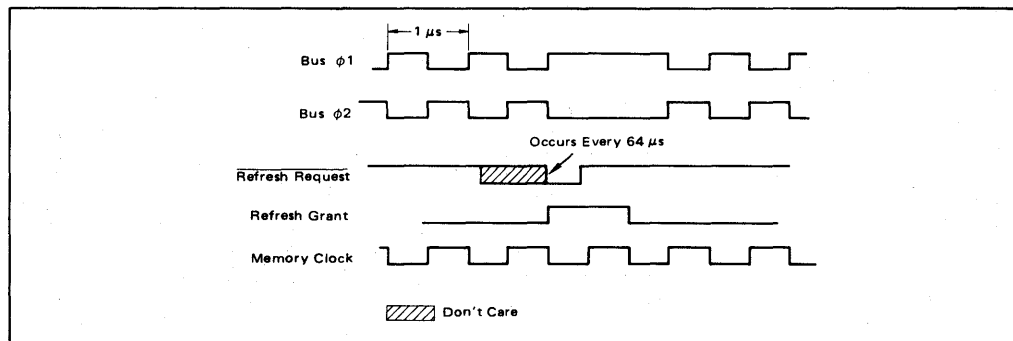 1 μs
Bus ϕ1
Bus ϕ2
Occurs Every 64 μs
Refresh Request
Refresh Grant
Memory Clock
Don't Care